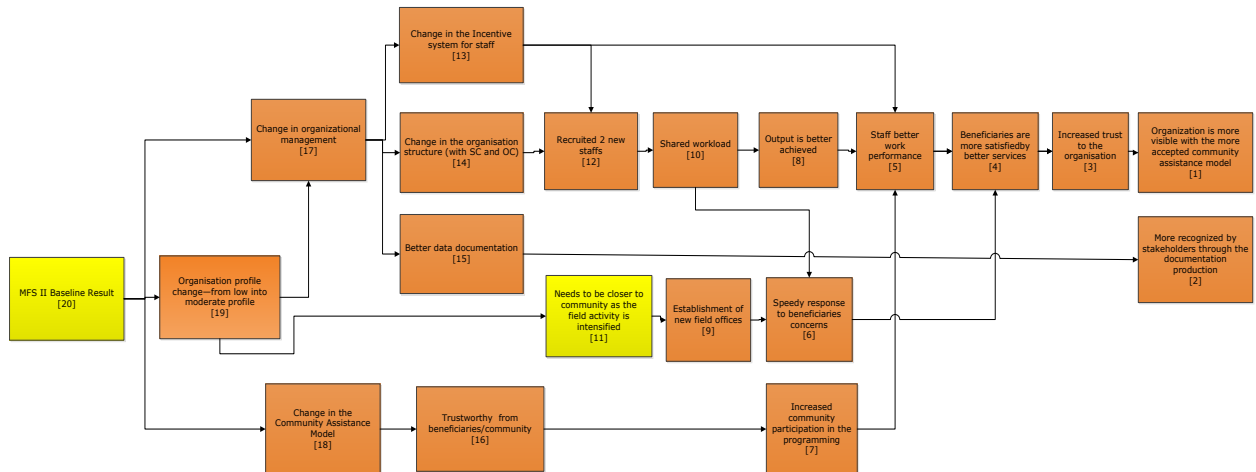 Change in the Incentive
system for staff
[13]
Change in organizational
management
[17]
Change in the organisation
structure (with SC and OC)
[14]
Recruited 2 new
staffs
[12]
Shared workload
[10]
Output is better
achieved
[8]
Staff better
work
performance
[5]
Beneficiaries are
more satisfiedby
better services
[4]
Increased trust
to the
organisation
[3]
Organization is more
visible with the more
accepted community
assistance model
[1]
Better data documentation
[15]
More recognized by
stakeholders through the
documentation
production
[2]
MFS II Baseline Result
[20]
Organisation profile
change—from low into
moderate profile
[19]
Needs to be closer to
community as the
field activity is
intensified
[11]
Establishment of
new field offices
[9]
Speedy response
to beneficiaries
concerns
[6]
Change in the
Community Assistance
Model
[18]
Trustworthy from
beneficiaries/community
[16]
Increased
community
participation in the
programming
[7]